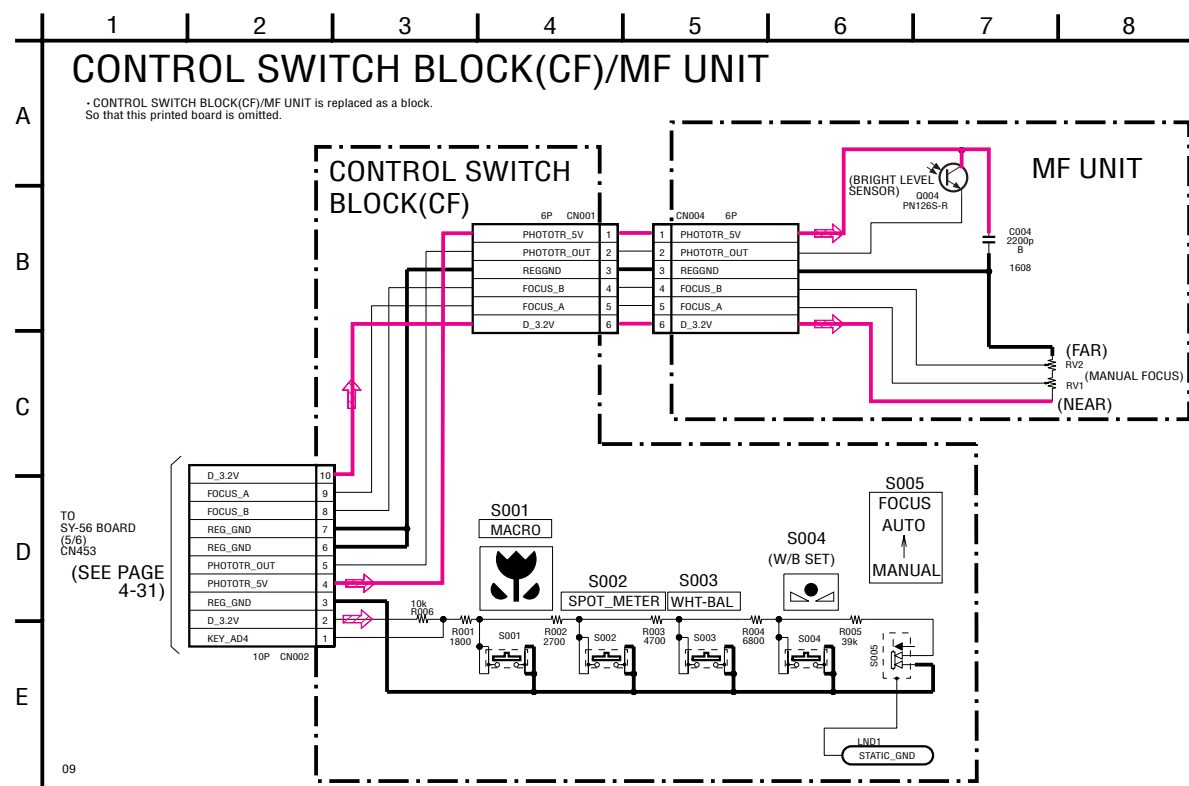 1 2 3 4 5 6 7 8
CONTROL SWITCH BLOCK(CF)/MF UNIT
A
· CONTROL SWITCH BLOCK(CF)/MF UNIT is replaced as a block.
So that this printed board is omitted.
CONTROL SWITCH
BLOCK(CF)
MF UNIT
(BRIGHT LEVEL
SENSOR)
Q004
PN126S-R
B
6P CN001
PHOTOTR_5V 1
PHOTOTR_OUT 2
REGGND 3
FOCUS_B 4
FOCUS_A 5
D_3.2V 6
CN004 6P
1 PHOTOTR_5V
2 PHOTOTR_OUT
3 REGGND
4 FOCUS_B
5 FOCUS_A
6 D_3.2V
C004
2200p
B
1608
C
(FAR)
RV2
(MANUAL FOCUS)
RV1
(NEAR)
D
TO
SY-56 BOARD
(5/6)
CN453
(SEE PAGE
4-31)
D_3.2V 10
FOCUS_A 9
FOCUS_B 8
REG_GND 7
REG_GND 6
PHOTOTR_OUT 5
PHOTOTR_5V 4
REG_GND 3
D_3.2V 2
KEY_AD4 1
10P CN002
S001
MACRO
S002
SPOT_METER
S003
WHT-BAL
S004
(W/B SET)
S005
FOCUS
AUTO
MANUAL
10k
R006
R001
1800
S001
R002
2700
S002
R003
4700
S003
R004
6800
S004
R005
39k
S005
E
LND1
STATIC_GND
09